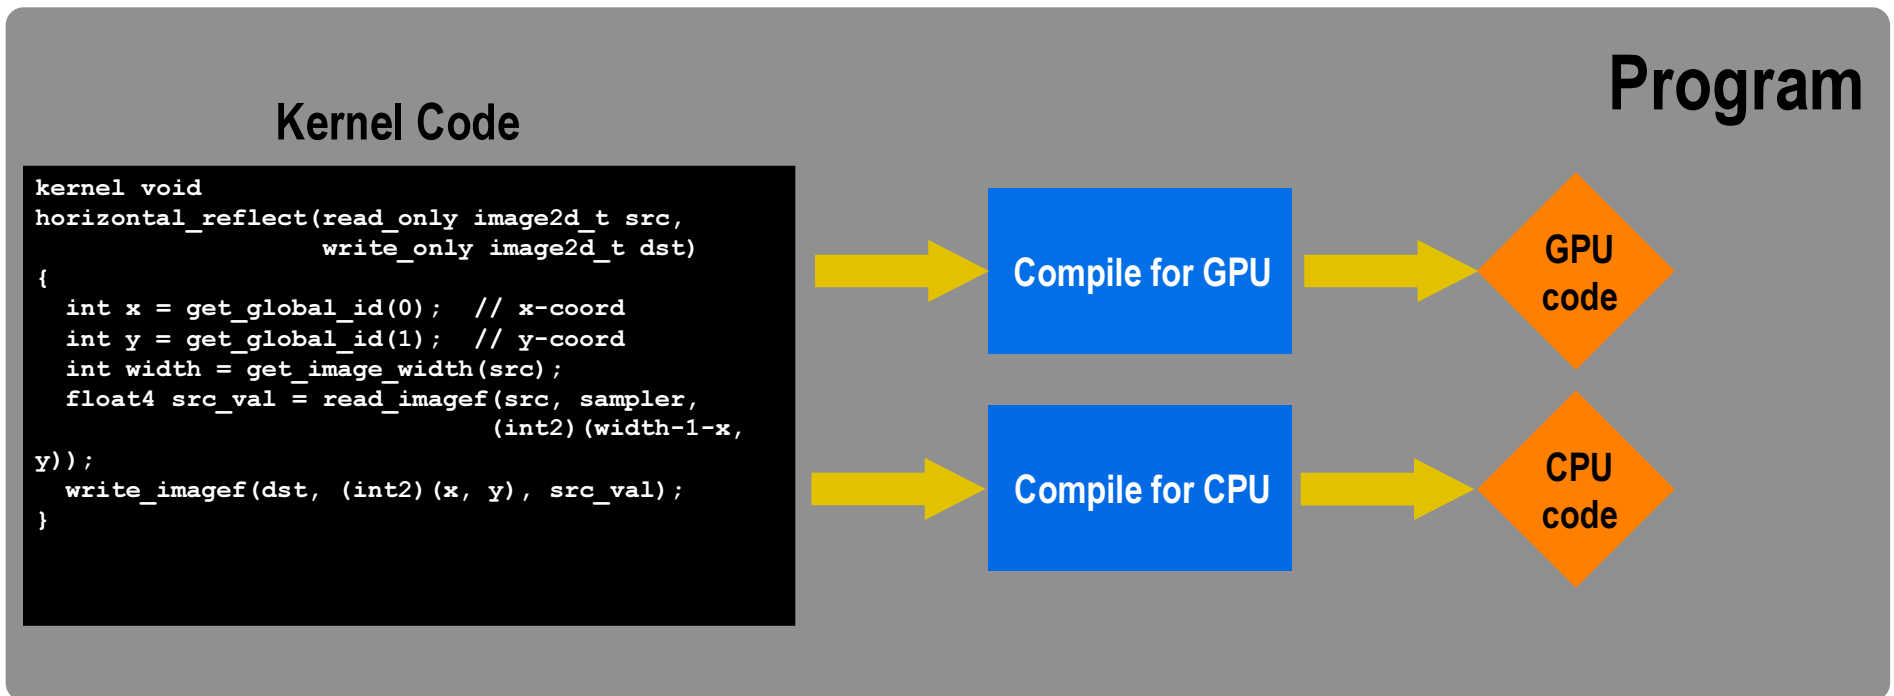 Program
Kernel Code
kernel void
horizontal_reflect(read_only image2d_t src,
                   write_only image2d_t dst)
{
  int x = get_global_id(0);  // x-coord
  int y = get_global_id(1);  // y-coord
  int width = get_image_width(src);
  float4 src_val = read_imagef(src, sampler,
                              (int2)(width-1-x,
y));
  write_imagef(dst, (int2)(x, y), src_val);
}
Compile for GPU
GPU
code
Compile for CPU
CPU
code